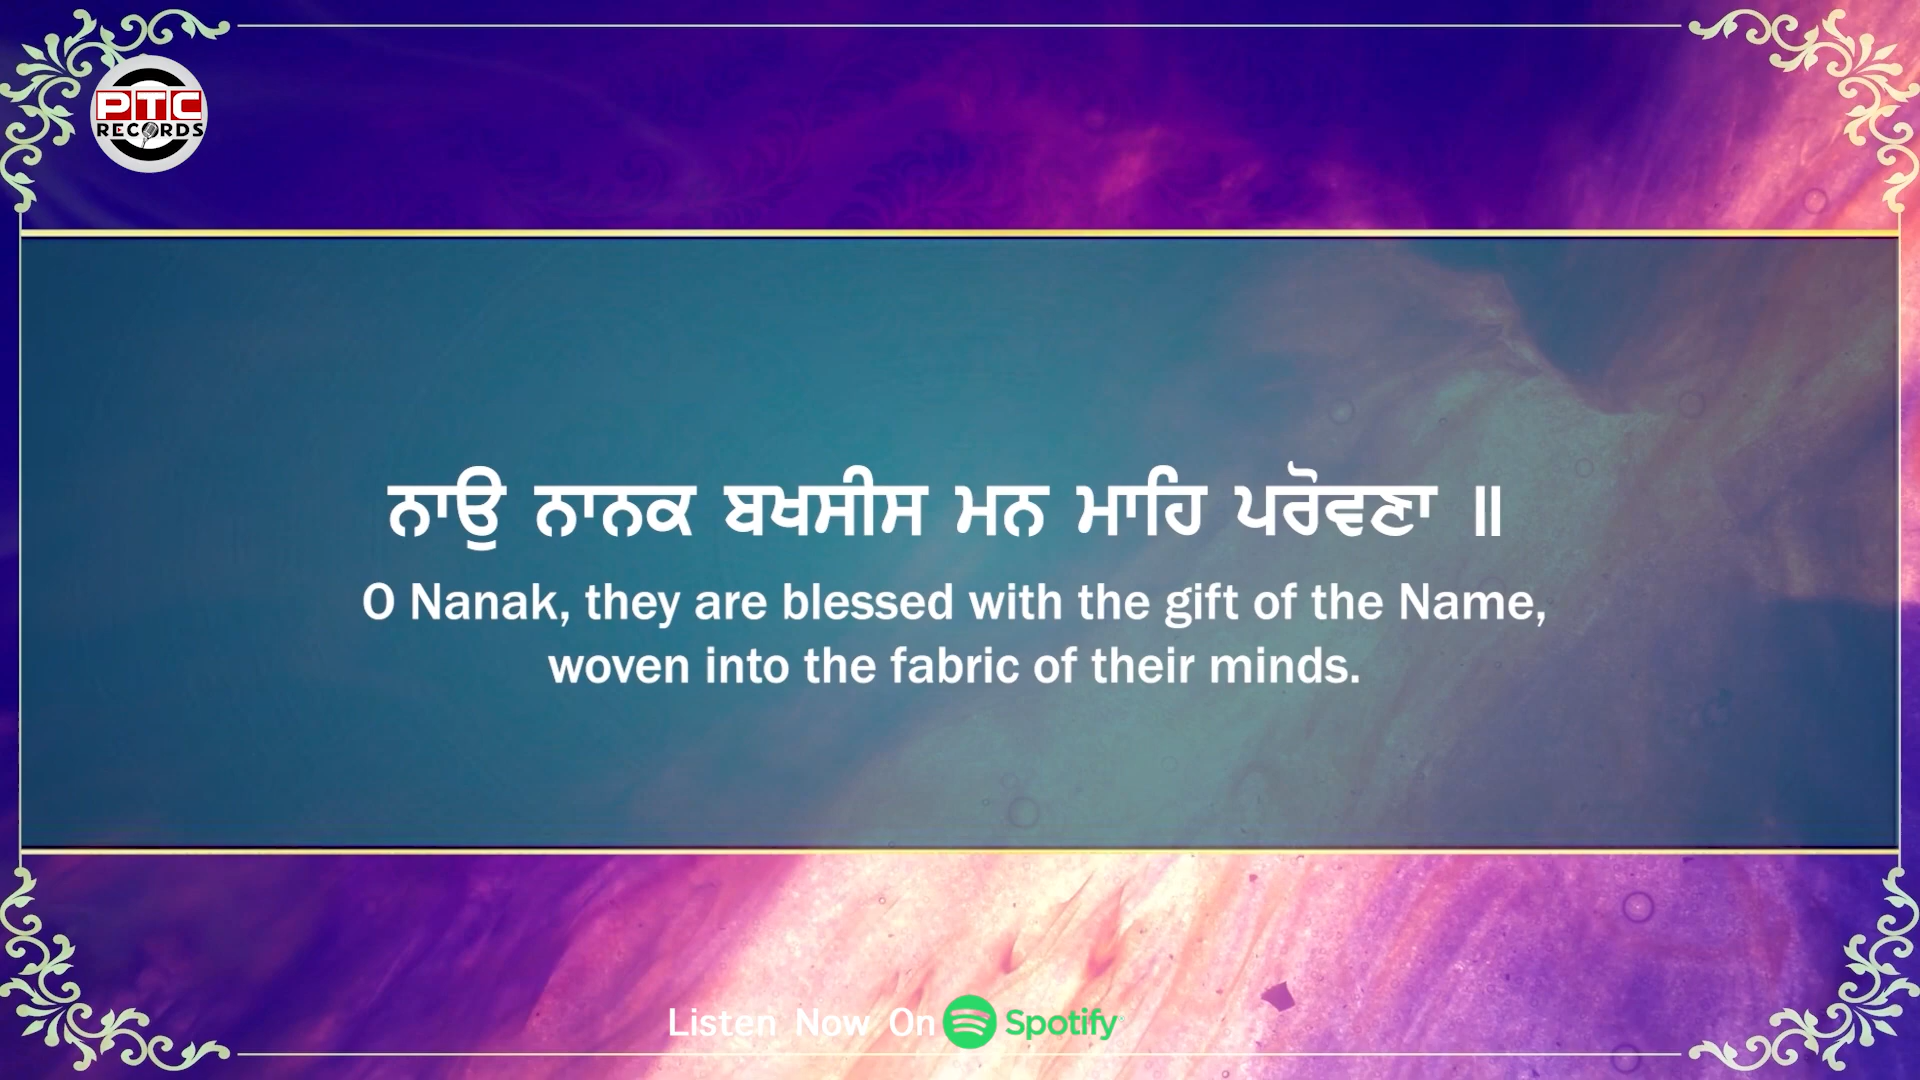 PTC
RECORDS
ਨਾਉ ਨਾਨਕ ਬਖਸੀਸ ਮਨ ਮਾਹਿ ਪਰੋਵਣਾ ॥
O Nanak, they are blessed with the gift of the Name,
woven into the fabric of their minds.
Listen Now On Spotify